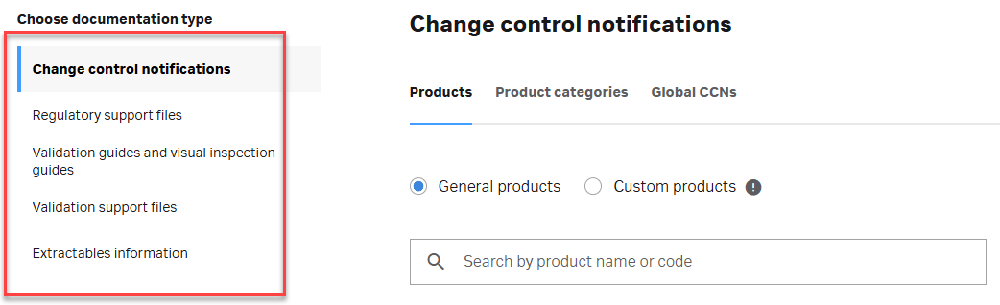 Choose documentation type
Change control notifications
Regulatory support files
Validation guides and visual inspection
guides
Validation support files
Extractables information
Change control notifications
Products Product categories Global CCNs
General products Custom products !
Search by product name or code